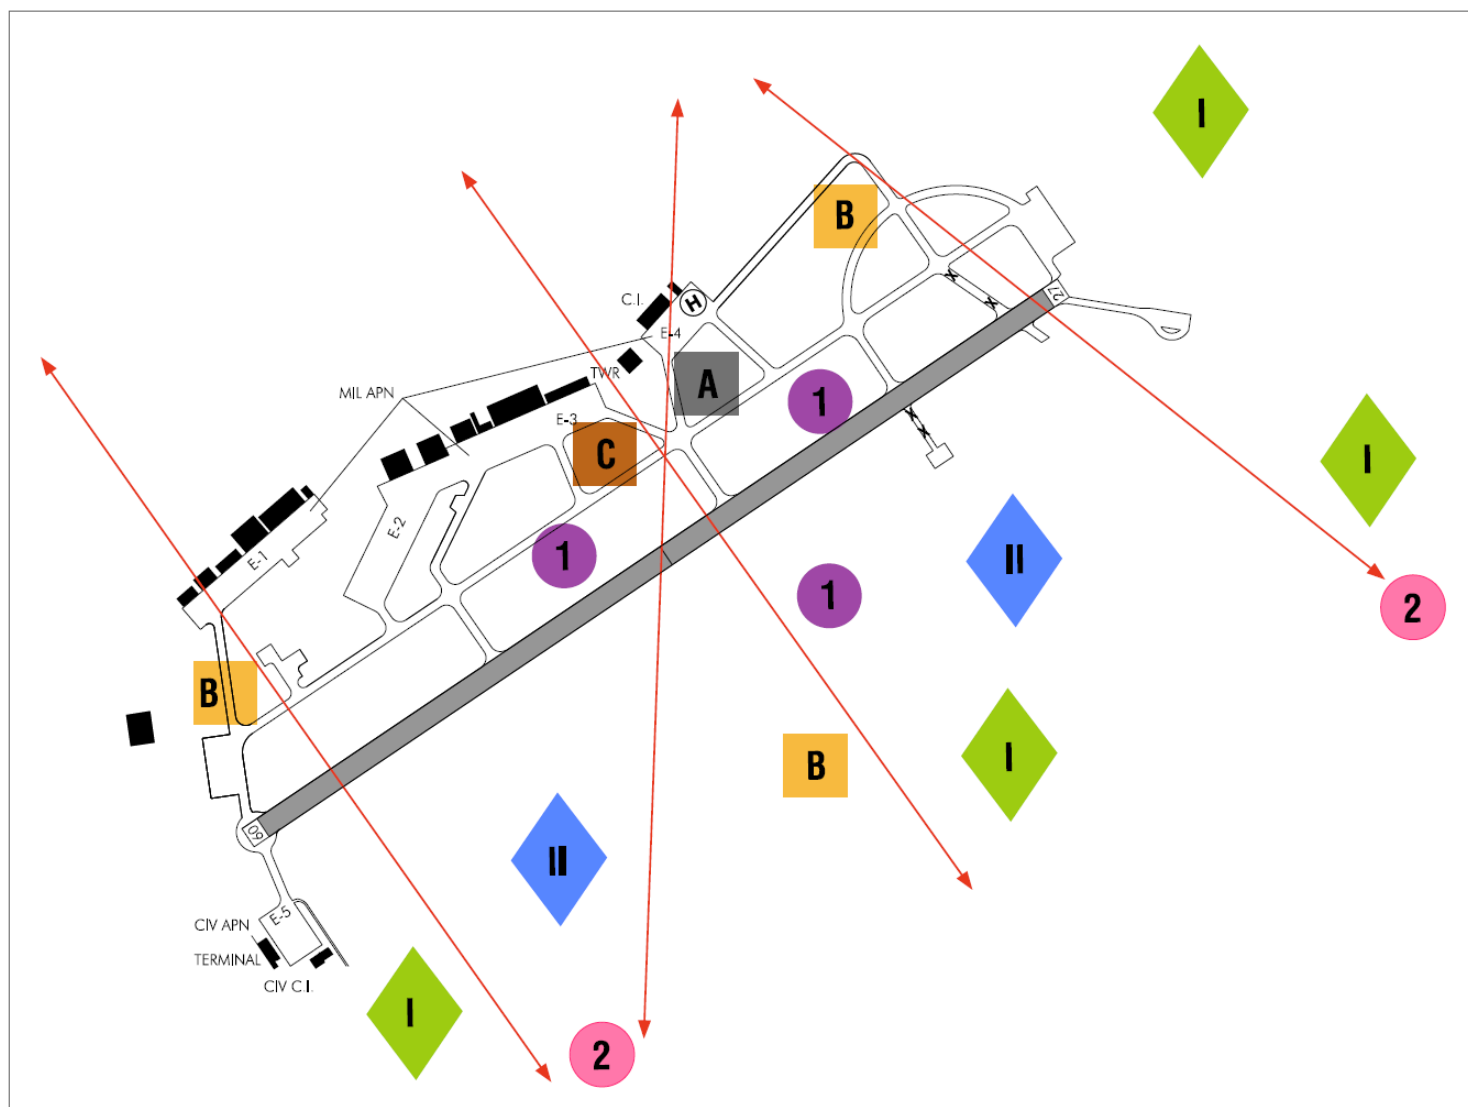 I
B
27
C.I.
H
E-4
TWR
A
MIL APN
1
E-3
C
I
E-2
1
II
E-1
1
2
B
I
B
09
II
E-5
CIV APN
TERMINAL
CIV C.I.
I
2